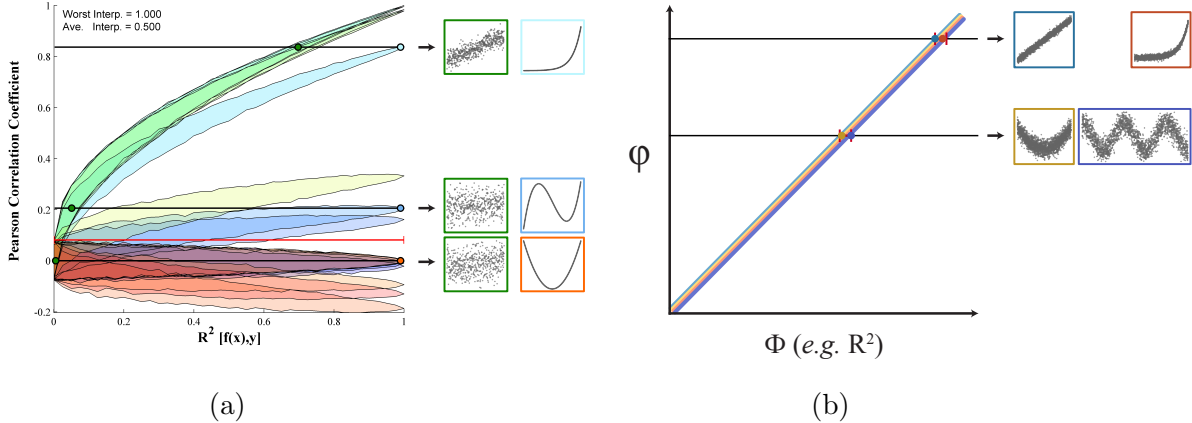 Worst Interp. = 1.000
Ave. Interp. = 0.500
Pearson Correlation Coefficient
1
0.8
0.6
0.4
0.2
0
-0.2
0
0.2
0.4
0.6
0.8
1
R² [f(x),y]
(a)
φ
Φ (e.g. R²)
(b)